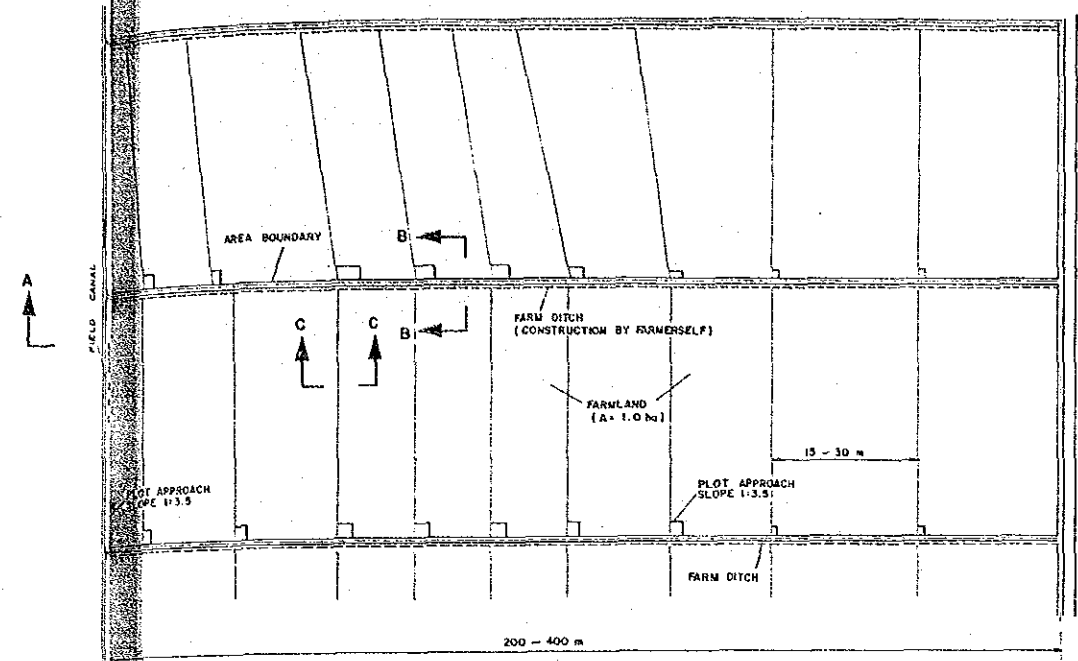 AREA BOUNDARY
B
A
FIELD CANAL
FARM DITCH
(CONSTRUCTION BY FARMERSELF)
C
C
B
FARMLAND
(A= 1.0 ha)
15 - 30 m
PLOT APPROACH
SLOPE 1:3.5
PLOT APPROACH
SLOPE 1:3.5
FARM DITCH
200 - 400 m